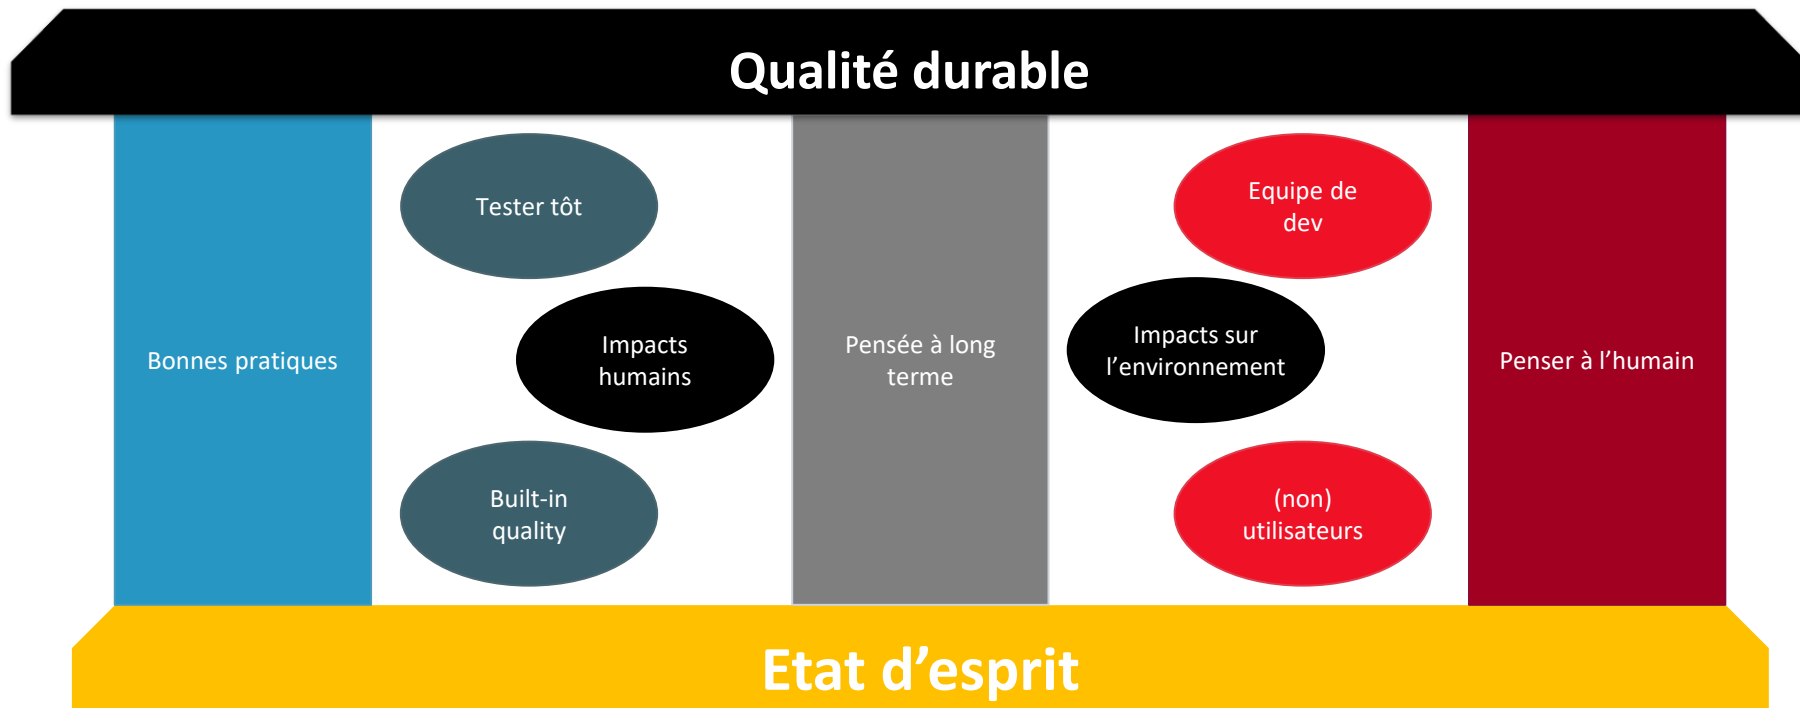 Qualité durable
Tester tôt
Equipe de
dev
Bonnes pratiques
Impacts
humains
Pensée à long
terme
Impacts sur
l’environnement
Penser à l’humain
Built-in
quality
(non)
utilisateurs
Etat d’esprit